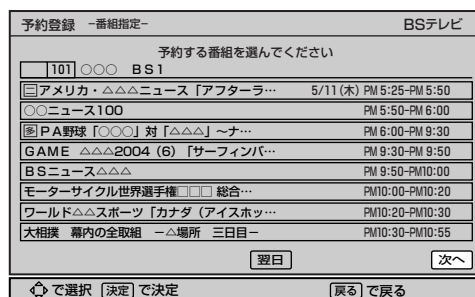 予約登録 -番組指定- BSテレビ
予約する番組を選んでください
101 ○○○ BS1
二 アメリカ・△△△ニュース「アフターラ… 5/11(木) PM 5:25-PM 5:50
○○ニュース100 PM 5:50-PM 6:00
多 PA野球「○○○」対「△△△」～ナ… PM 6:00-PM 9:30
GAME △△△2004(6)「サーフィンバ… PM 9:30-PM 9:50
BSニュース△△△ PM 9:50-PM10:00
モーターサイクル世界選手権□□□ 総合… PM10:00-PM10:20
ワールド△△スポーツ「カナダ(アイスホッ… PM10:20-PM10:30
大相撲 幕内の全取組 -△場所 三日目- PM10:30-PM10:55
翌日 次へ
で選択 決定 で決定 戻る で戻る